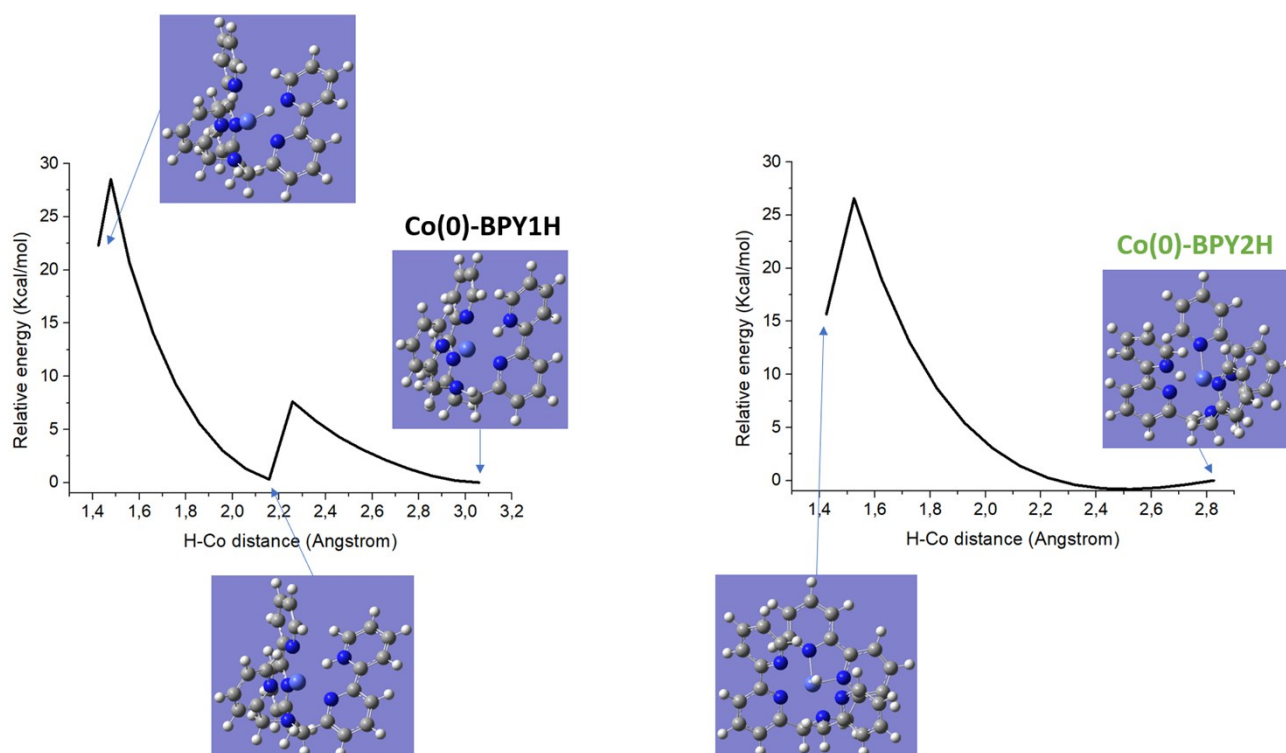 Co(0)-BPY1H
Relative energy (Kcal/mol)
30
25
20
15
10
5
0
1,4 1,6 1,8 2,0 2,2 2,4 2,6 2,8 3,0 3,2
H-Co distance (Angstrom)
Co(0)-BPY2H
Relative energy (Kcal/mol)
30
25
20
15
10
5
0
1,4 1,6 1,8 2,0 2,2 2,4 2,6 2,8
H-Co distance (Angstrom)